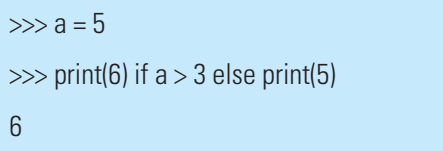 >>> a = 5
>>> print(6) if a > 3 else print(5)
6